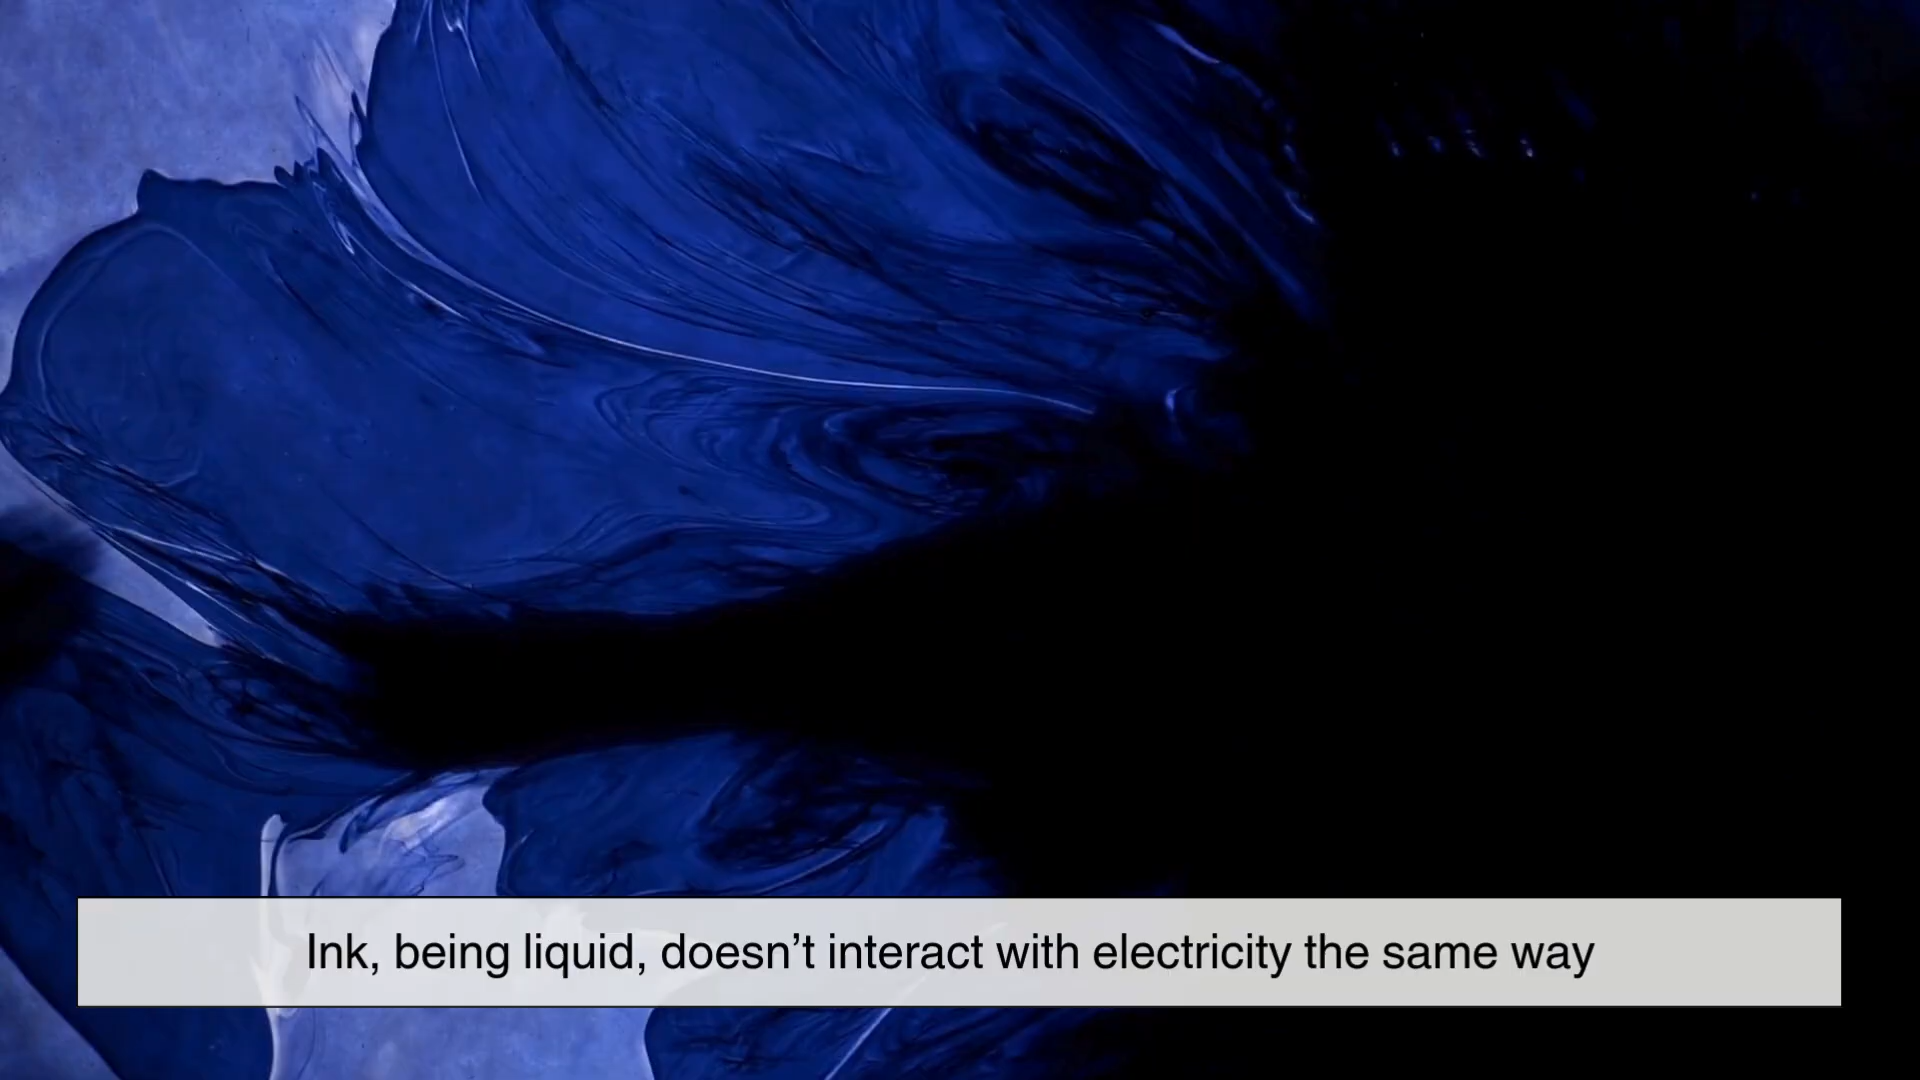 Ink, being liquid, doesn’t interact with electricity the same way